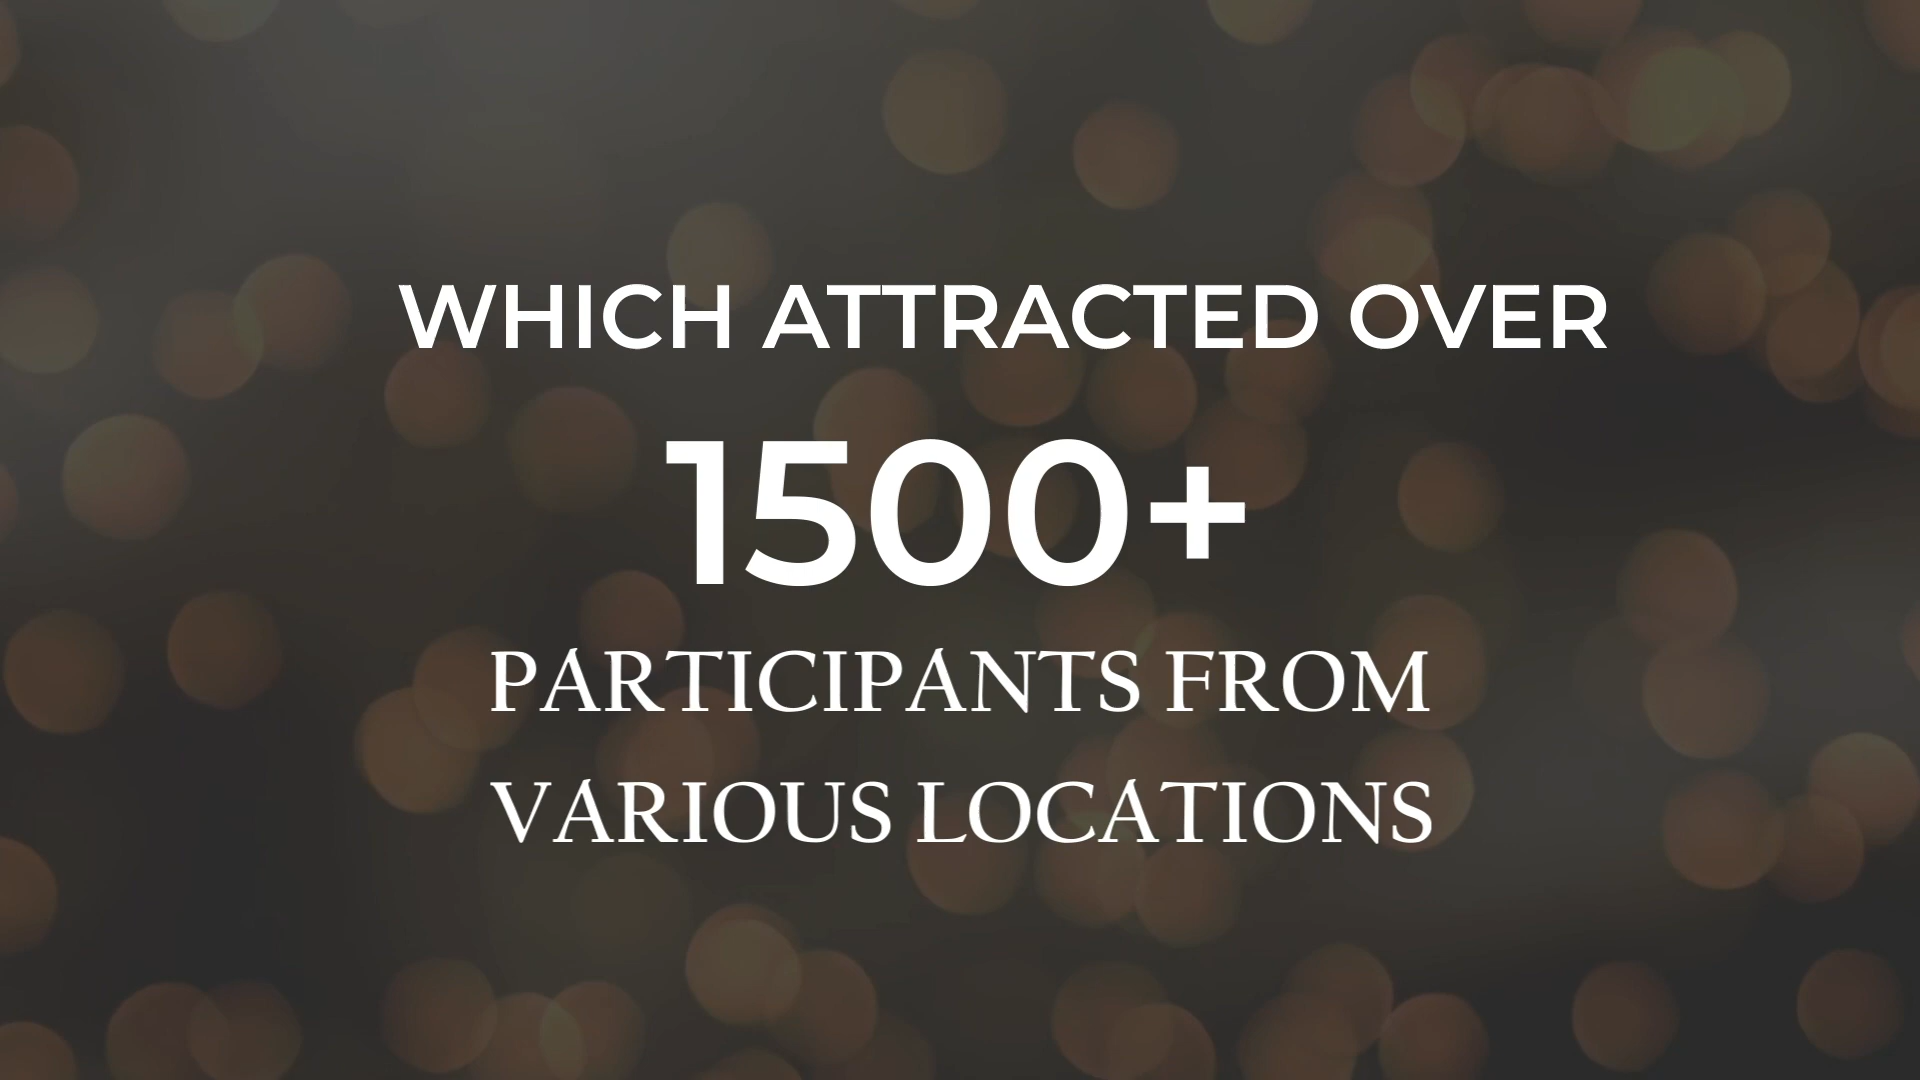 WHICH ATTRACTED OVER
1500+
PARTICIPANTS FROM
VARIOUS LOCATIONS